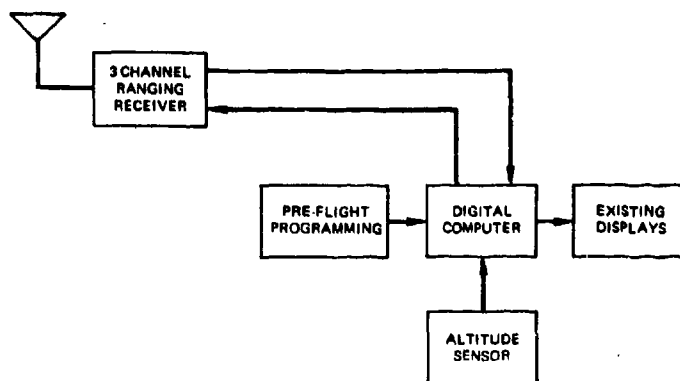 3 CHANNEL
RANGING
RECEIVER
PRE-FLIGHT
PROGRAMMING
DIGITAL
COMPUTER
EXISTING
DISPLAYS
ALTITUDE
SENSOR